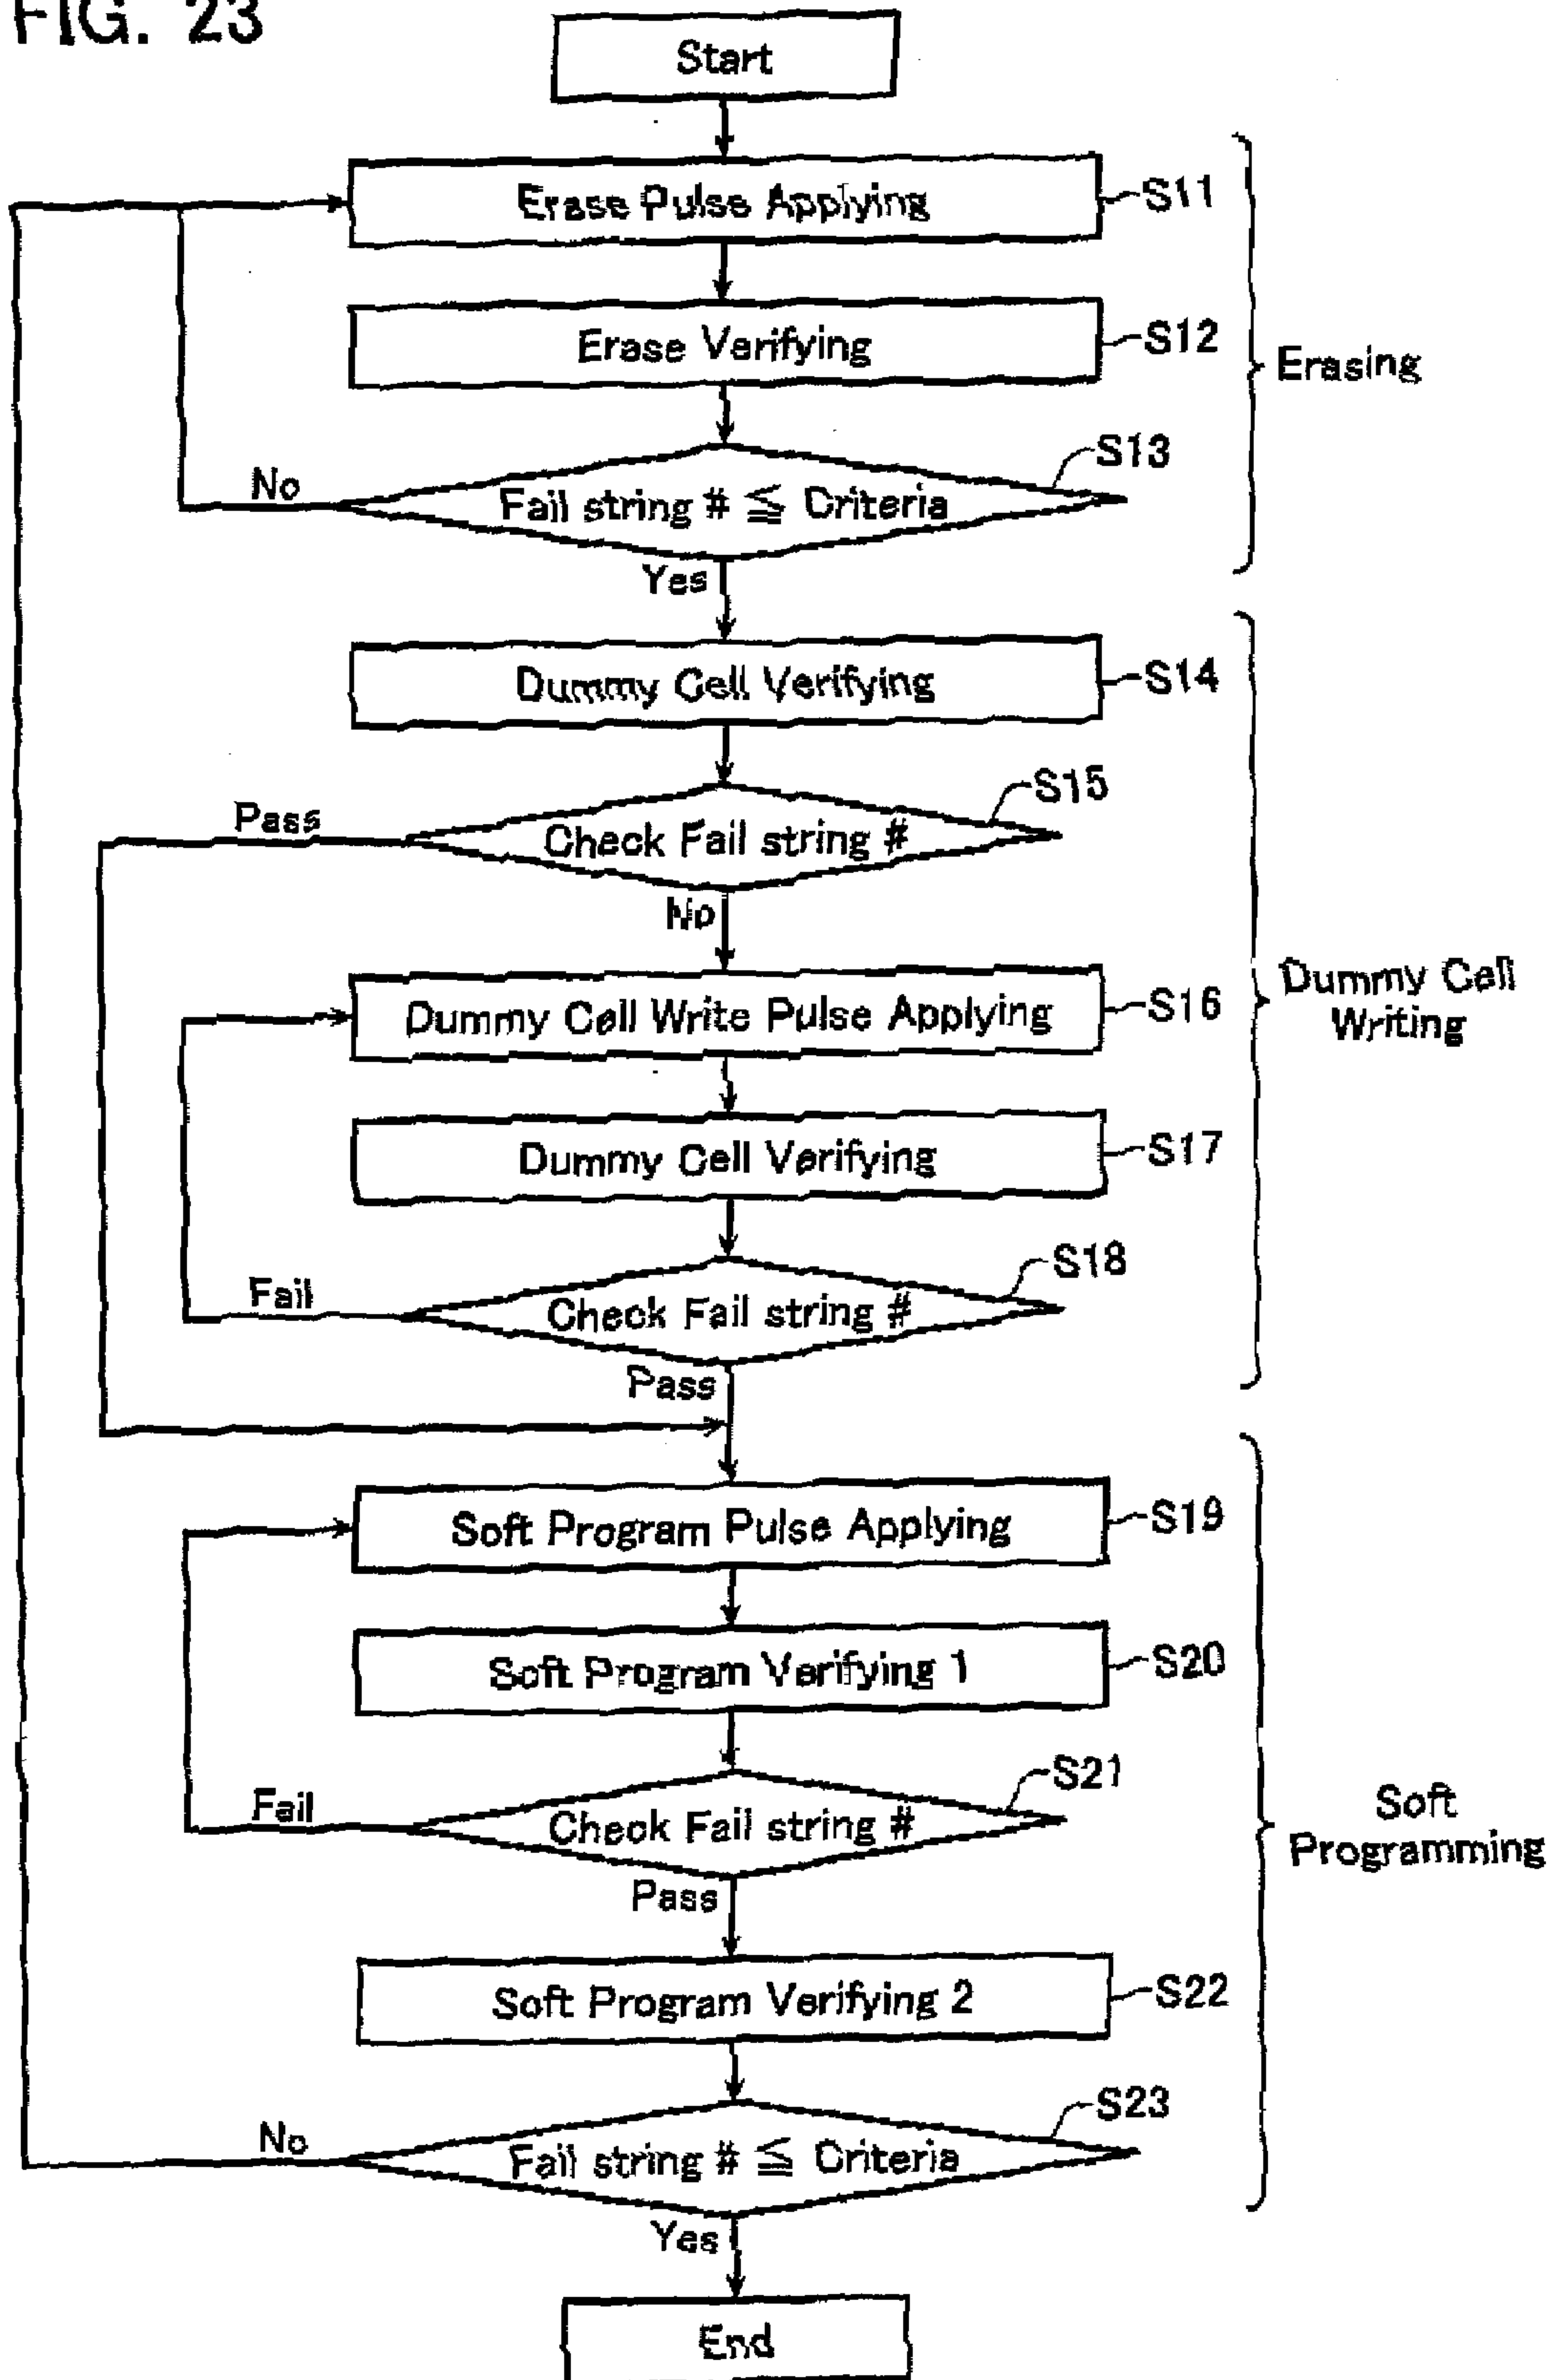 FIG. 23
Start
Erase Pulse Applying
S11
Erase Verifying
S12
Erasing
S13
Fail string # ≦ Criteria
No
Yes
Dummy Cell Verifying
S14
S15
Pass
Check Fail string #
No
Dummy Cell Write Pulse Applying
S16
Dummy Cell
Writing
Dummy Cell Verifying
S17
S18
Fail
Check Fail string #
Pass
Soft Program Pulse Applying
S19
Soft Program Verifying 1
S20
S21
Fail
Check Fail string #
Soft
Programming
Pass
Soft Program Verifying 2
S22
S23
No
Fail string # ≦ Criteria
Yes
End